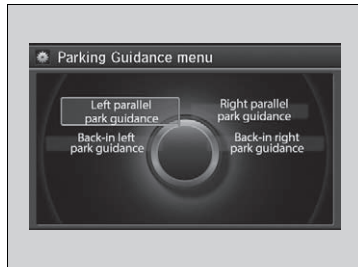 Parking Guidance menu
Left parallel
park guidance
Right parallel
park guidance
Back-in left
park guidance
Back-in right
park guidance